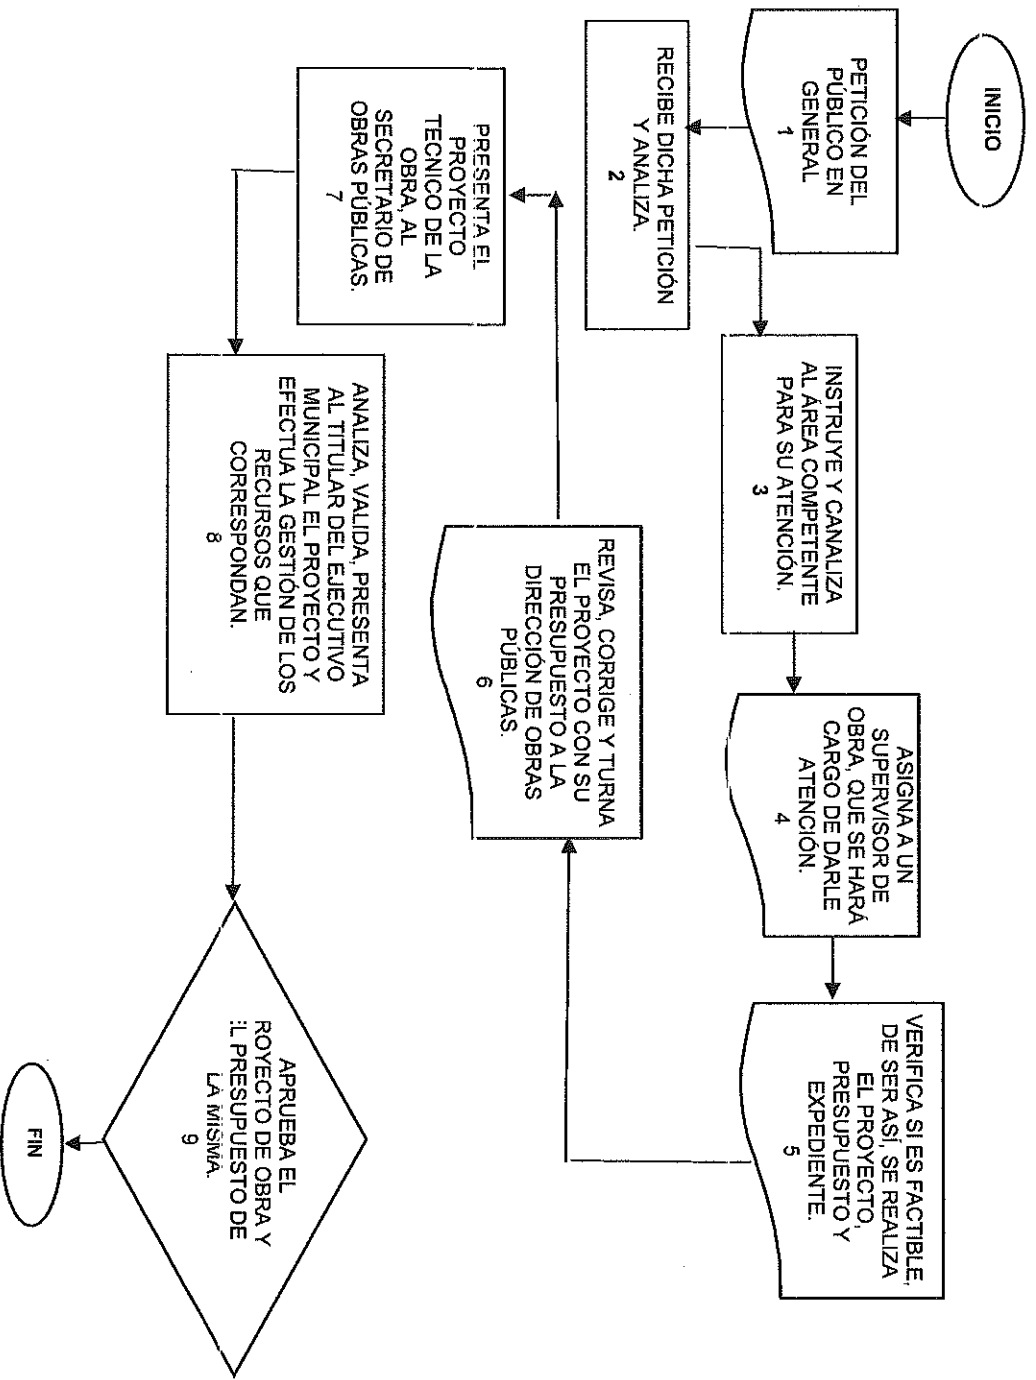 INICIO
PETICIÓN DEL
PÚBLICO EN
GENERAL
1
RECIBE DICHA PETICIÓN
Y ANALIZA.
2
INSTRUYE Y CANALIZA
AL ÁREA COMPETENTE
PARA SU ATENCIÓN.
3
ASIGNA A UN
SUPERVISOR DE
OBRA, QUE SE HARÁ
CARGO DE DARLE
ATENCIÓN.
4
VERIFICA SI ES FACTIBLE,
DE SER ASÍ, SE REALIZA
EL PROYECTO,
PRESUPUESTO Y
EXPEDIENTE.
5
REVISA, CORRIGE Y TURNA
EL PROYECTO CON SU
PRESUPUESTO A LA
DIRECCIÓN DE OBRAS
PÚBLICAS.
6
PRESENTA EL
PROYECTO
TECNICO DE LA
OBRA, AL
SECRETARIO DE
OBRAS PÚBLICAS.
7
ANALIZA, VALIDA, PRESENTA
AL TITULAR DEL EJECUTIVO
MUNICIPAL EL PROYECTO Y
EFECTUA LA GESTIÓN DE LOS
RECURSOS QUE
CORRESPONDAN.
8
APRUEBA EL
ROYECTO DE OBRA Y
:L PRESUPUESTO DE
LA MISMA.
9
FIN